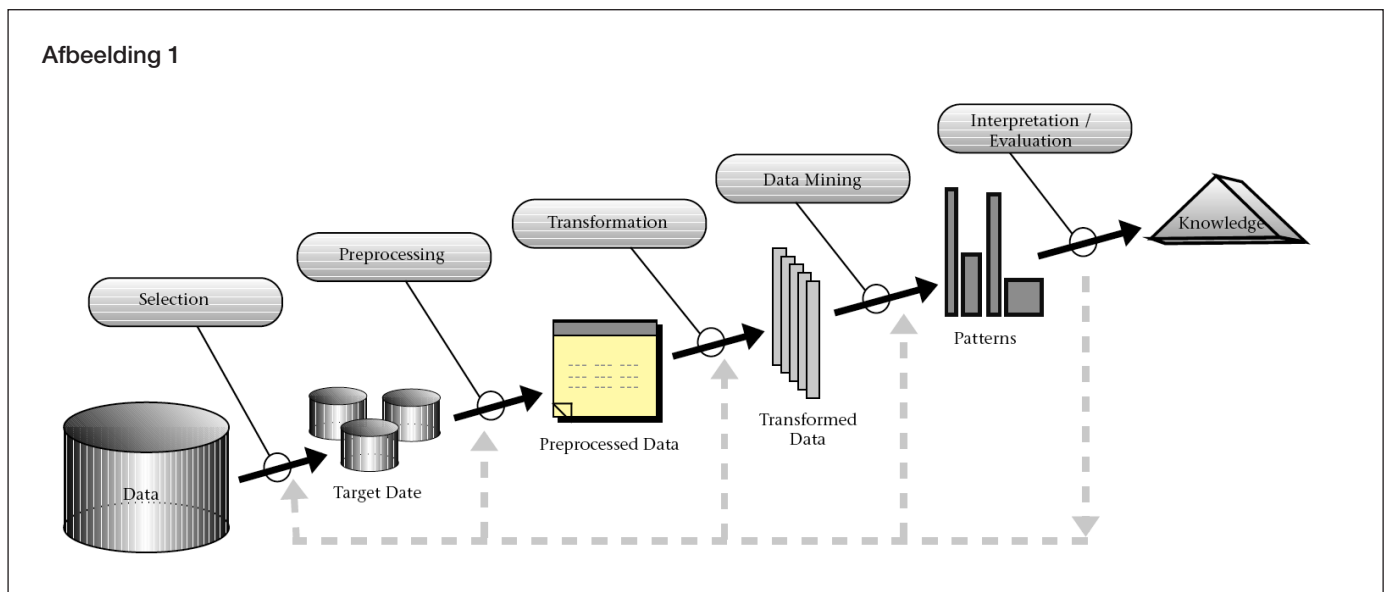 Afbeelding 1
Interpretation /
Evaluation
Data Mining
Knowledge
Transformation
Preprocessing
Selection
Patterns
Transformed
Data
Preprocessed Data
Target Date
Data